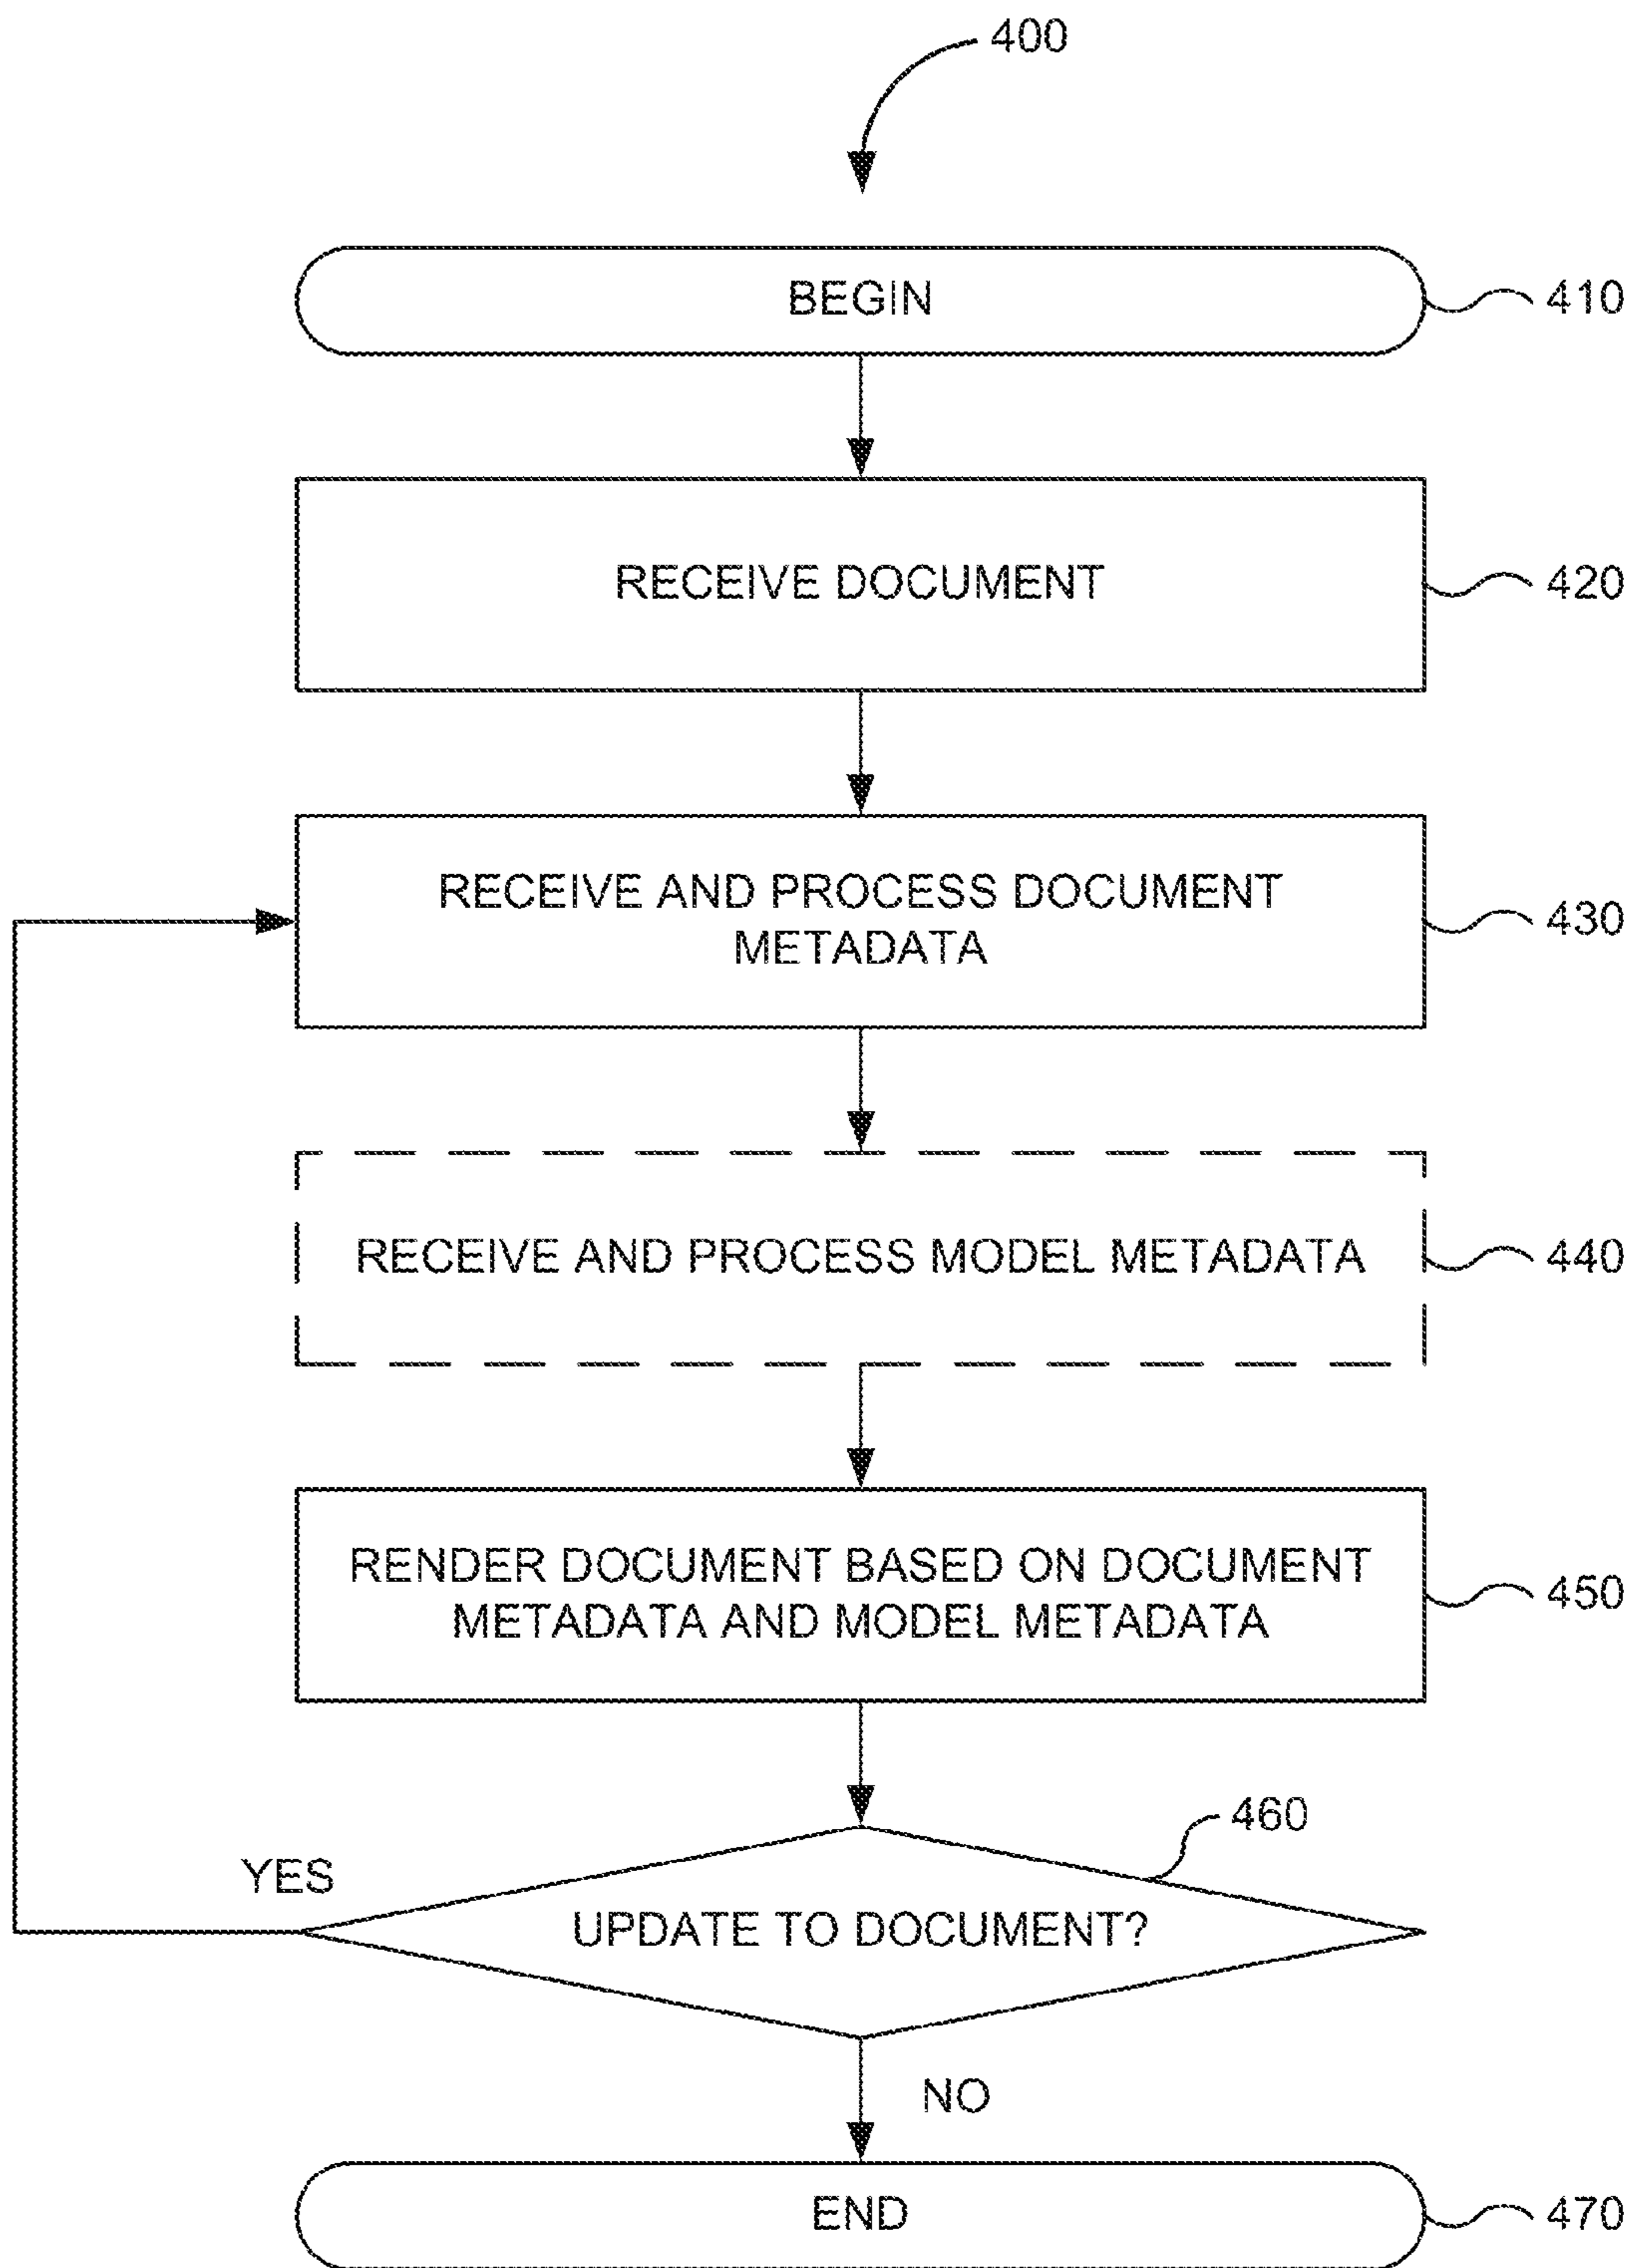 400
BEGIN
410
RECEIVE DOCUMENT
420
RECEIVE AND PROCESS DOCUMENT
METADATA
430
RECEIVE AND PROCESS MODEL METADATA
440
RENDER DOCUMENT BASED ON DOCUMENT
METADATA AND MODEL METADATA
450
460
YES
UPDATE TO DOCUMENT?
NO
END
470